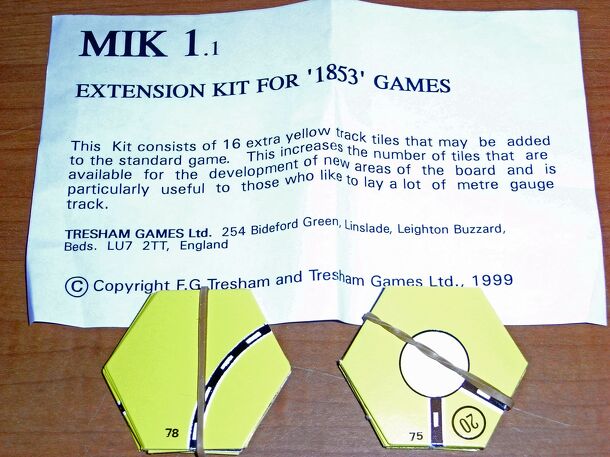 MIK 1.1
EXTENSION KIT FOR '1853' GAMES
This Kit consists of 16 extra yellow track tiles that may be added
to the standard game. This increases the number of tiles that are
available for the development of new areas of the board and is
particularly useful to those who like to lay a lot of metre gauge
track.
TRESHAM GAMES Ltd. 254 Bideford Green, Linslade, Leighton Buzzard,
Beds. LU7 2TT, England
© Copyright F.G Tresham and Tresham Games Ltd., 1999
78
75
20